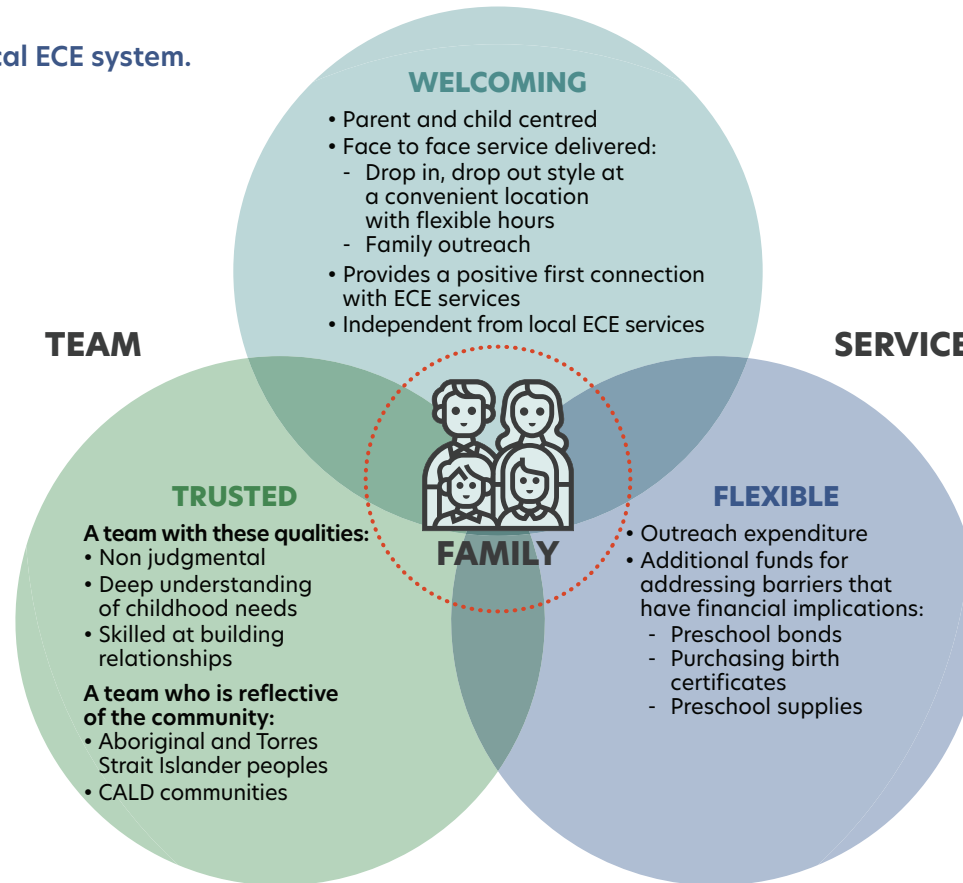 cal ECE system.
WELCOMING
• Parent and child centred
• Face to face service delivered:
- Drop in, drop out style at
a convenient location
with flexible hours
- Family outreach
• Provides a positive first connection
with ECE services
• Independent from local ECE services
TEAM
SERVICE
TRUSTED
A team with these qualities:
• Non judgmental
• Deep understanding
of childhood needs
• Skilled at building
relationships
A team who is reflective
of the community:
• Aboriginal and Torres
Strait Islander peoples
• CALD communities
FAMILY
FLEXIBLE
• Outreach expenditure
• Additional funds for
addressing barriers that
have financial implications:
- Preschool bonds
- Purchasing birth
certificates
- Preschool supplies